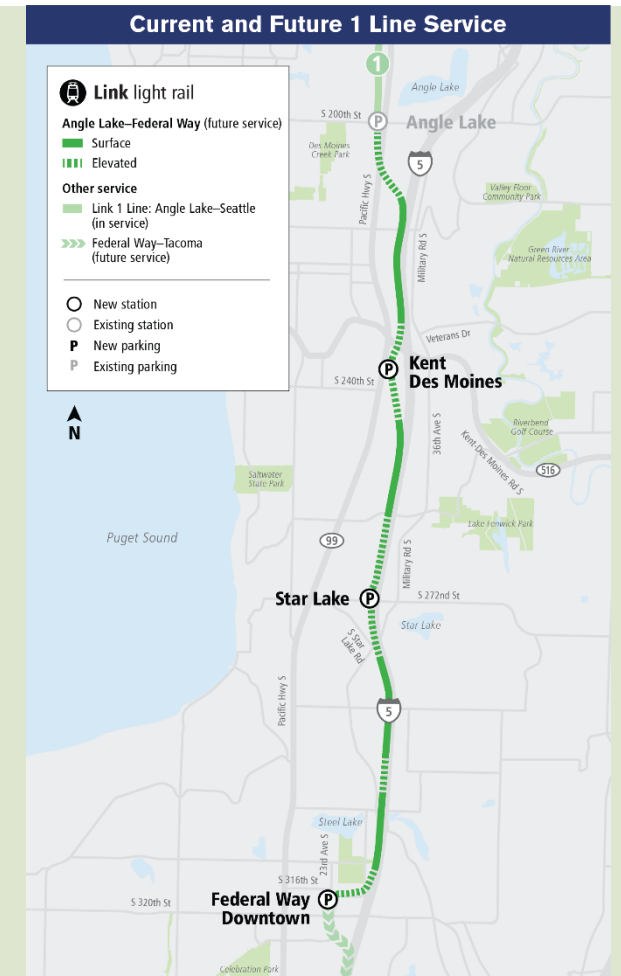 Current and Future 1 Line Service
Link light rail
Angle Lake–Federal Way (future service)
Surface
Elevated
Other service
Link 1 Line: Angle Lake–Seattle
(in service)
Federal Way–Tacoma
(future service)
New station
Existing station
P New parking
P Existing parking
N
1
Angle Lake
S 200th St
P
Angle Lake
Des Moines
Creek Park
5
Pacific Hwy S
Valley Floor
Community Park
Military Rd S
Green River
Natural Resources Area
Veterans Dr
P
Kent
Des Moines
S 240th St
36th Ave S
Riverbend
Golf Course
Kent-Des Moines Rd S
516
Saltwater
State Park
Lake Fenwick Park
Puget Sound
99
Military Rd S
Star Lake
P
S 272nd St
Star Lake
S Star
Lake Rd
Pacific Hwy S
5
Steel Lake
23rd Ave S
S 316th St
S 320th St
Federal Way
Downtown
P
Celebration Park